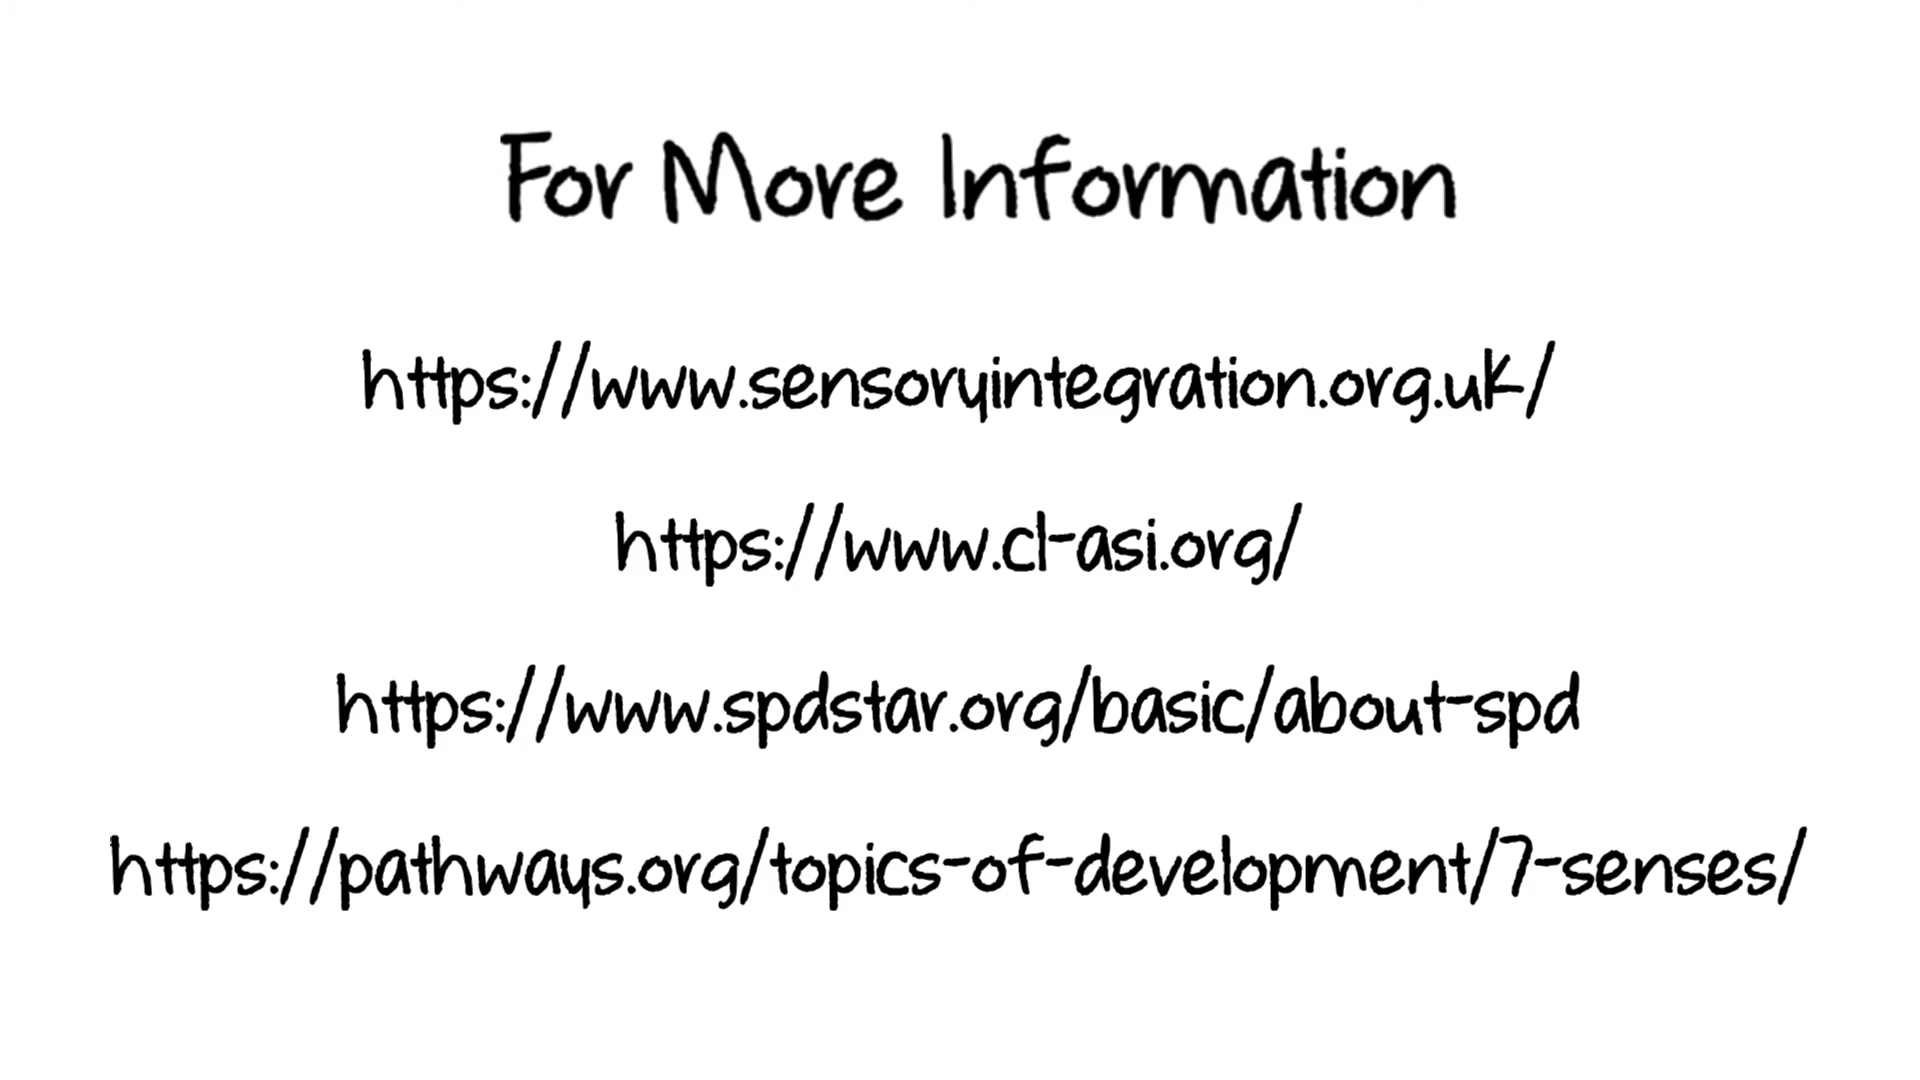 For More Information
https://www.sensoryintegration.org.uk/
https://www.cl-asi.org/
https://www.spdstar.org/basic/about-spd
https://pathways.org/topics-of-development/7-senses/